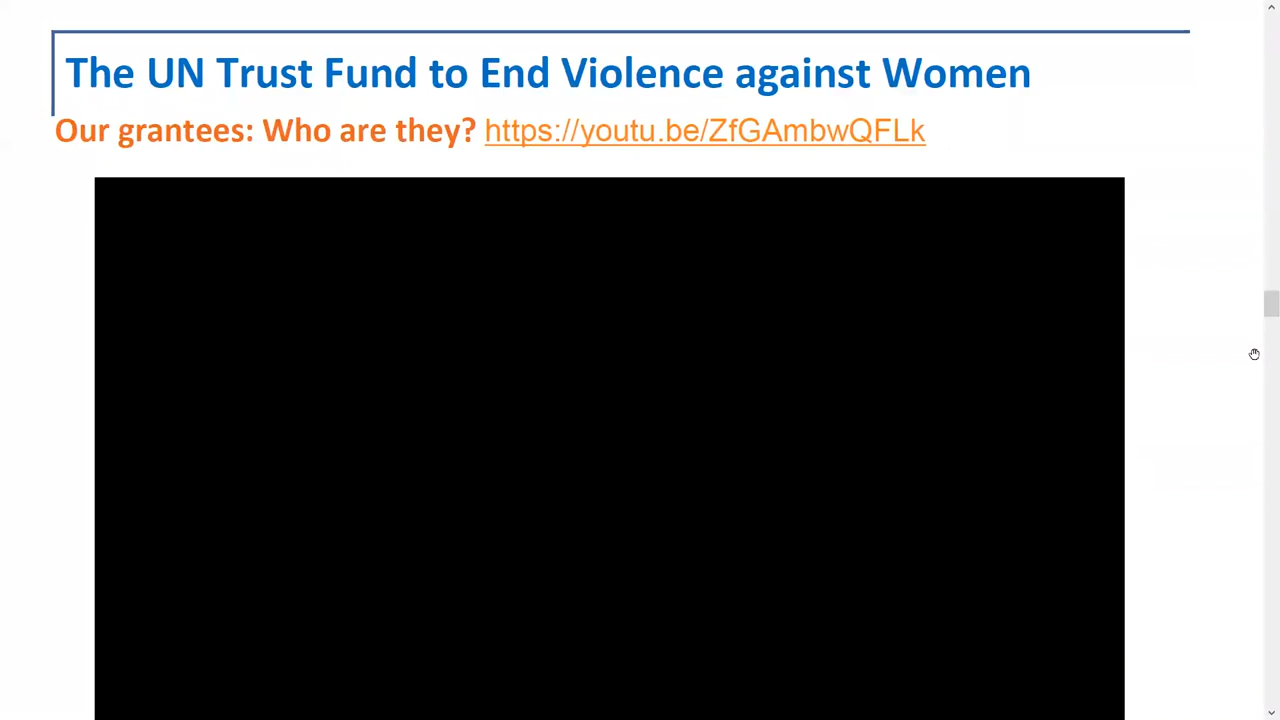 The UN Trust Fund to End Violence against Women
Our grantees: Who are they? https://youtu.be/ZfGAmbwQFLk